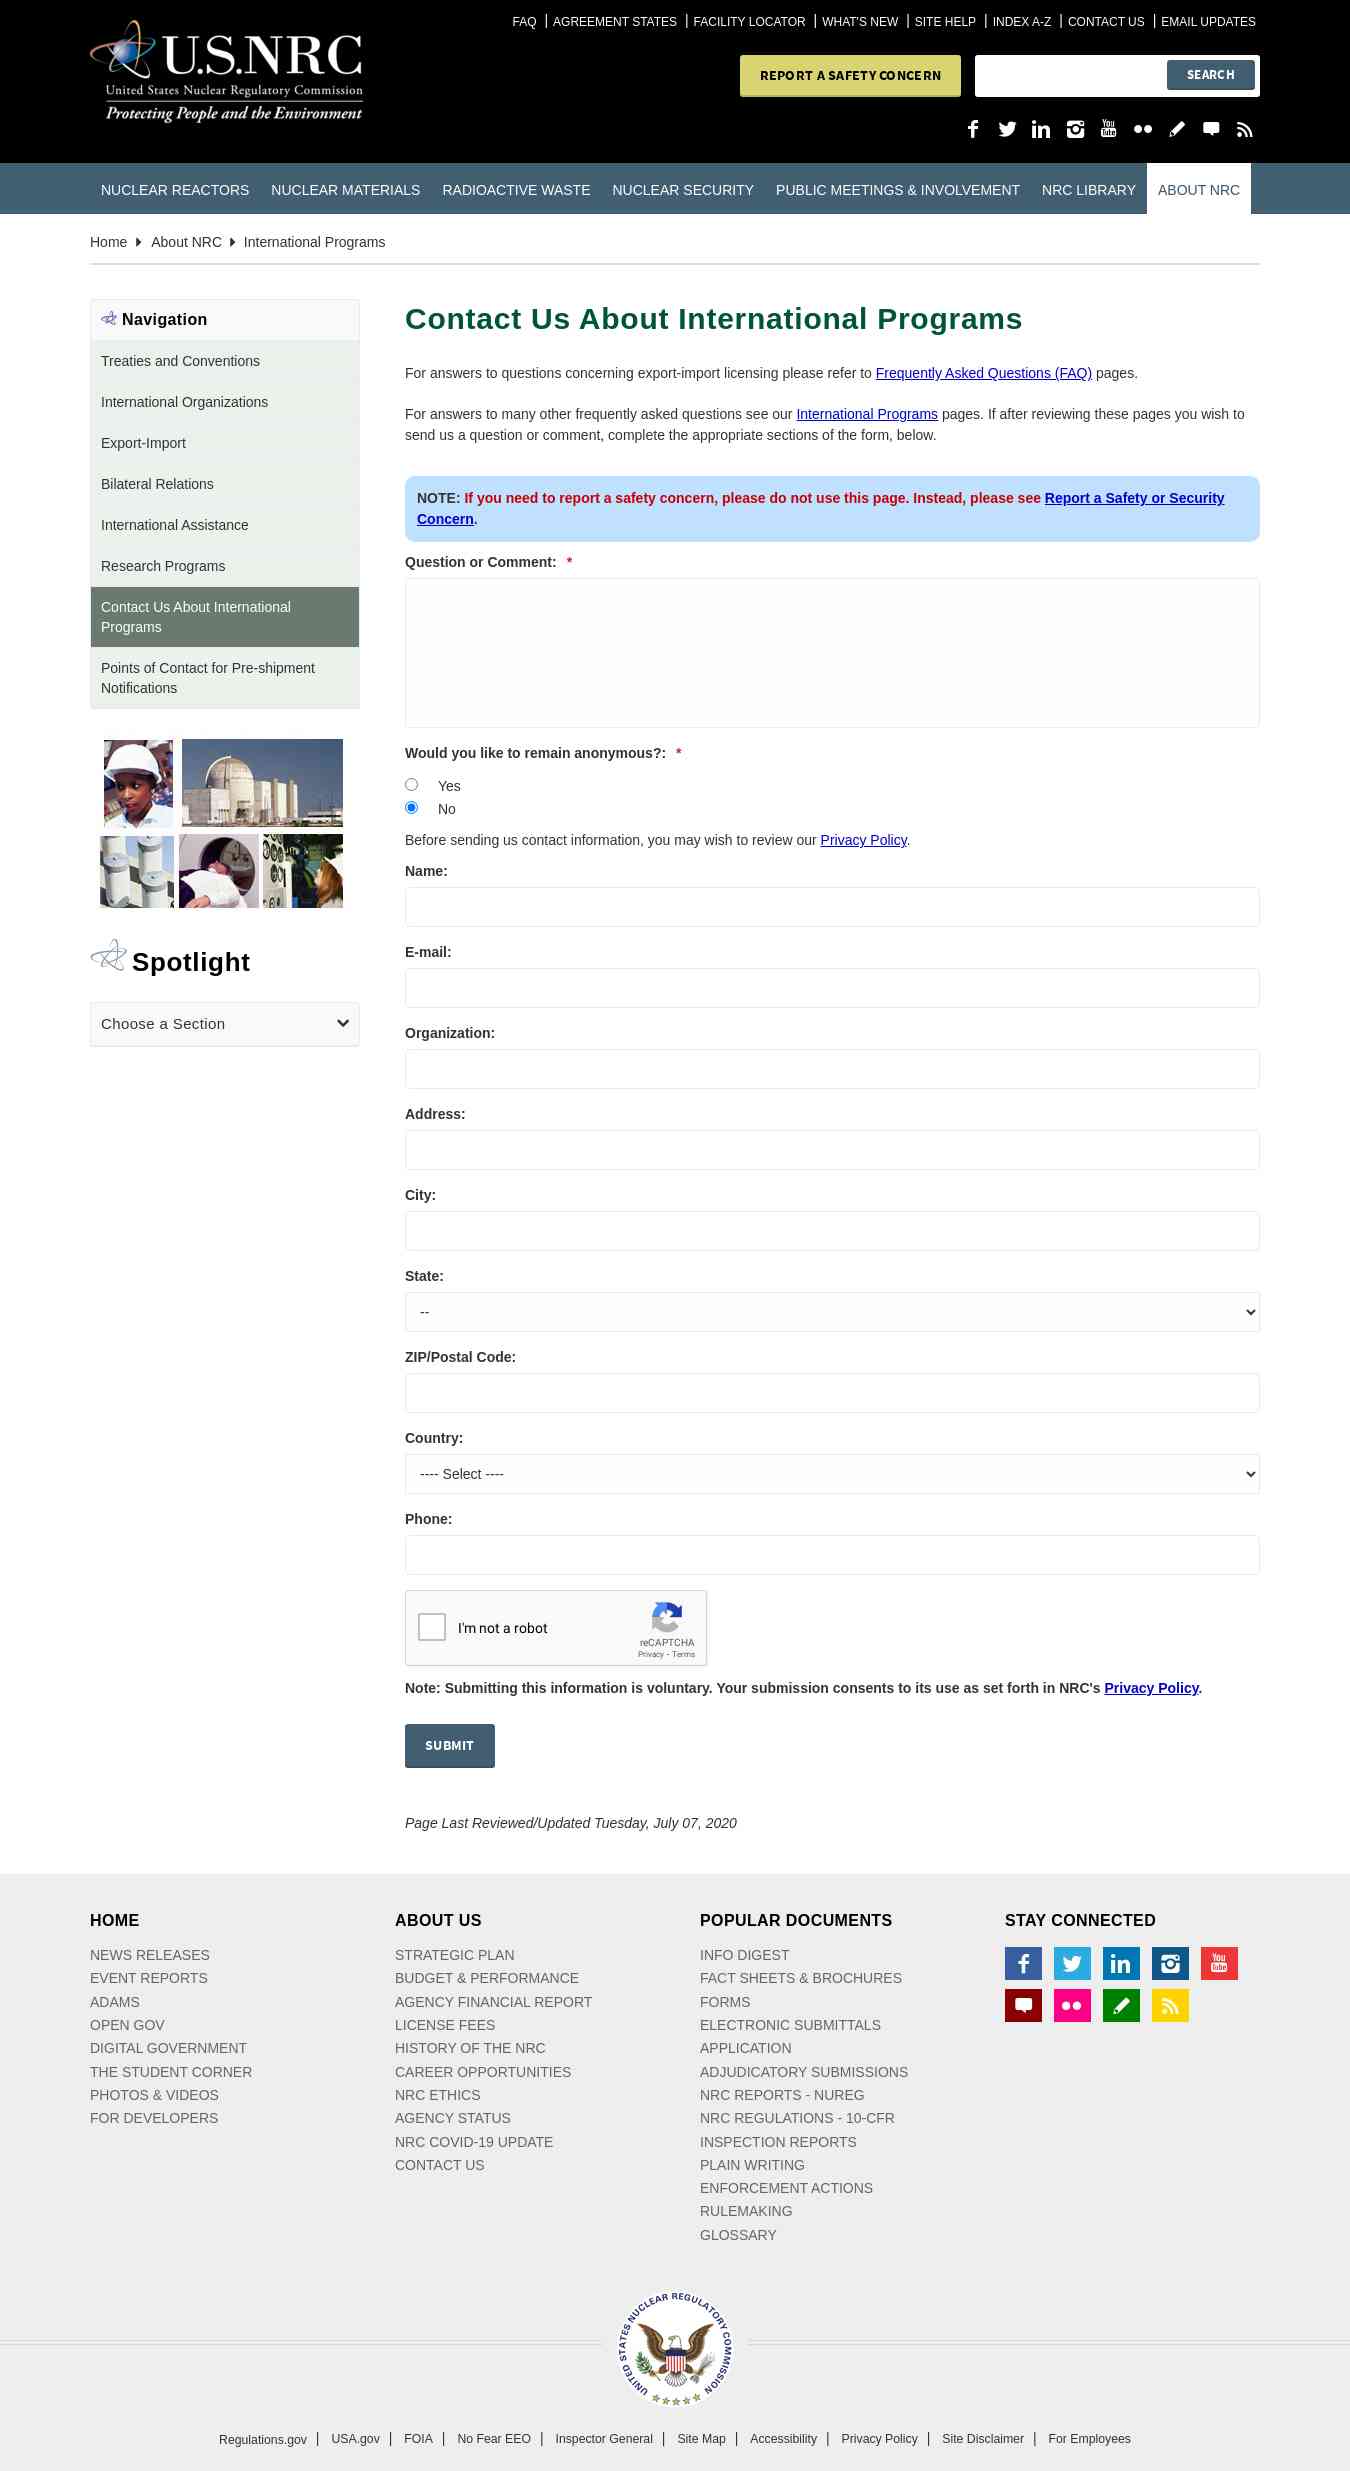 FAQ | AGREEMENT STATES | FACILITY LOCATOR | WHAT'S NEW | SITE HELP | INDEX A-Z | CONTACT US | EMAIL UPDATES
U.S.NRC
United States Nuclear Regulatory Commission
Protecting People and the Environment
REPORT A SAFETY CONCERN
SEARCH
You
Tube
NUCLEAR REACTORS NUCLEAR MATERIALS RADIOACTIVE WASTE NUCLEAR SECURITY PUBLIC MEETINGS & INVOLVEMENT NRC LIBRARY ABOUT NRC
Home About NRC International Programs
Navigation
Treaties and Conventions
International Organizations
Export-Import
Bilateral Relations
International Assistance
Research Programs
Contact Us About International
Programs
Points of Contact for Pre-shipment
Notifications
Spotlight
Choose a Section
Contact Us About International Programs
For answers to questions concerning export-import licensing please refer to Frequently Asked Questions (FAQ) pages.
For answers to many other frequently asked questions see our International Programs pages. If after reviewing these pages you wish to
send us a question or comment, complete the appropriate sections of the form, below.
NOTE: If you need to report a safety concern, please do not use this page. Instead, please see Report a Safety or Security
Concern.
Question or Comment: *
Would you like to remain anonymous?: *
Yes
No
Before sending us contact information, you may wish to review our Privacy Policy.
Name:
E-mail:
Organization:
Address:
City:
State:
--
ZIP/Postal Code:
Country:
---- Select ----
Phone:
I'm not a robot
reCAPTCHA
Privacy - Terms
Note: Submitting this information is voluntary. Your submission consents to its use as set forth in NRC's Privacy Policy.
SUBMIT
Page Last Reviewed/Updated Tuesday, July 07, 2020
HOME
NEWS RELEASES
EVENT REPORTS
ADAMS
OPEN GOV
DIGITAL GOVERNMENT
THE STUDENT CORNER
PHOTOS & VIDEOS
FOR DEVELOPERS
ABOUT US
STRATEGIC PLAN
BUDGET & PERFORMANCE
AGENCY FINANCIAL REPORT
LICENSE FEES
HISTORY OF THE NRC
CAREER OPPORTUNITIES
NRC ETHICS
AGENCY STATUS
NRC COVID-19 UPDATE
CONTACT US
POPULAR DOCUMENTS
INFO DIGEST
FACT SHEETS & BROCHURES
FORMS
ELECTRONIC SUBMITTALS
APPLICATION
ADJUDICATORY SUBMISSIONS
NRC REPORTS - NUREG
NRC REGULATIONS - 10-CFR
INSPECTION REPORTS
PLAIN WRITING
ENFORCEMENT ACTIONS
RULEMAKING
GLOSSARY
STAY CONNECTED
You
Tube
UNITED STATES NUCLEAR REGULATORY COMMISSION
Regulations.gov | USA.gov | FOIA | No Fear EEO | Inspector General | Site Map | Accessibility | Privacy Policy | Site Disclaimer | For Employees